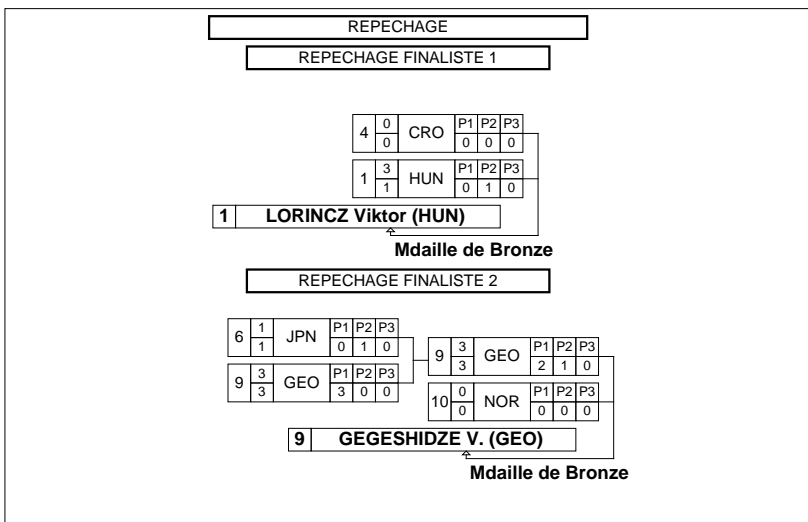 REPECHAGE
REPECHAGE FINALISTE 1
4 0 CRO P1 P2 P3
0 0 0 0
1 3 HUN P1 P2 P3
1 0 1 0
1 LORINCZ Viktor (HUN)
Mdaille de Bronze
REPECHAGE FINALISTE 2
6 1 JPN P1 P2 P3
1 0 1 0
9 3 GEO P1 P2 P3
3 3 0 0
9 3 GEO P1 P2 P3
3 2 1 0
10 0 NOR P1 P2 P3
0 0 0 0
9 GEGESHIDZE V. (GEO)
Mdaille de Bronze